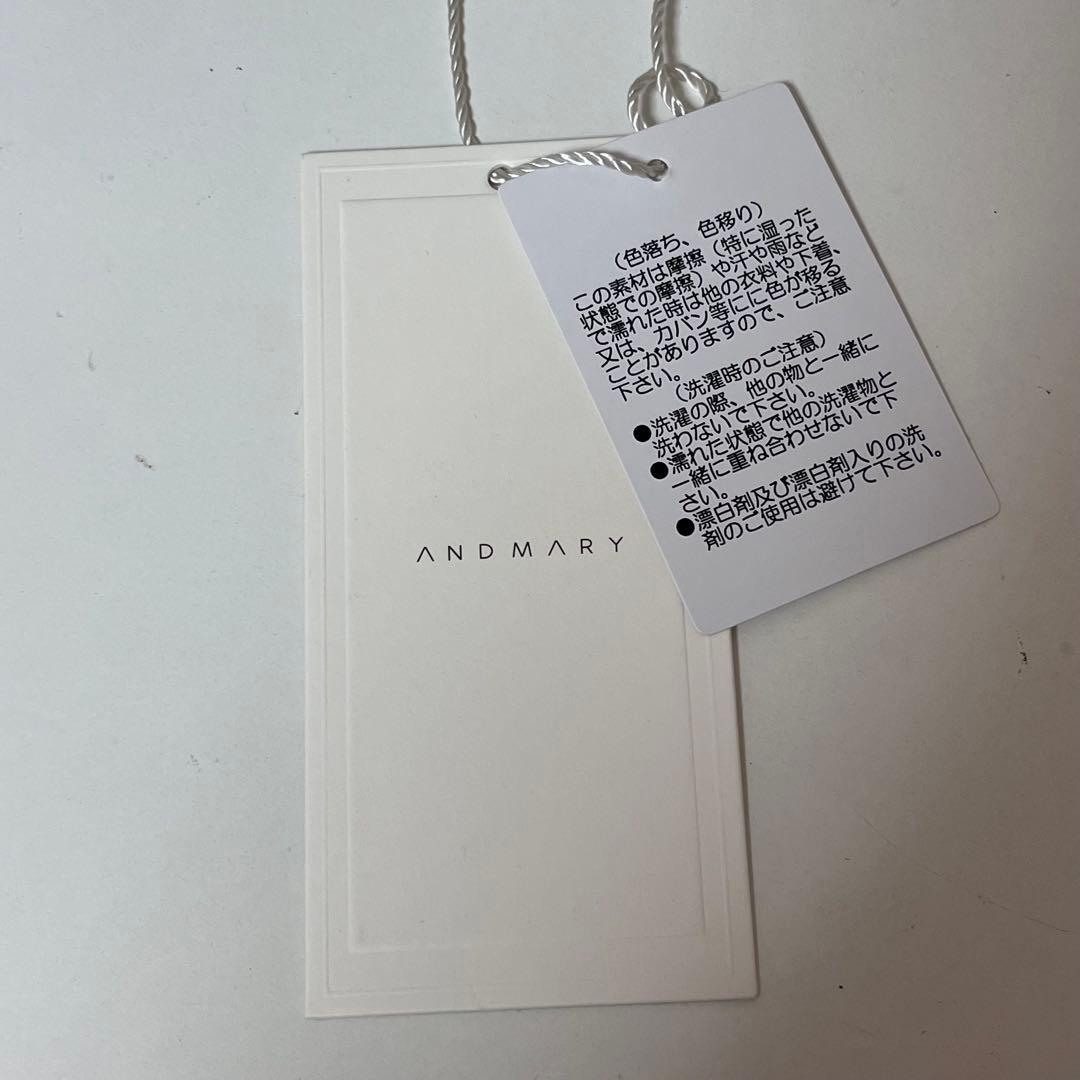 （色落ち、色移り）
この素材は摩擦（特に湿った
状態での摩擦）や汗や雨など
で濡れた時は他の衣料や下着、
又は、カバン等にに色が移る
ことがありますので、ご注意
下さい。
（洗濯時のご注意）
●洗濯の際、他の物と一緒に
洗わないで下さい。
●濡れた状態で他の洗濯物と
一緒に重ね合わせないで下
さい。
●漂白剤及び漂白剤入りの洗
剤のご使用は避けて下さい。
ANDMARY